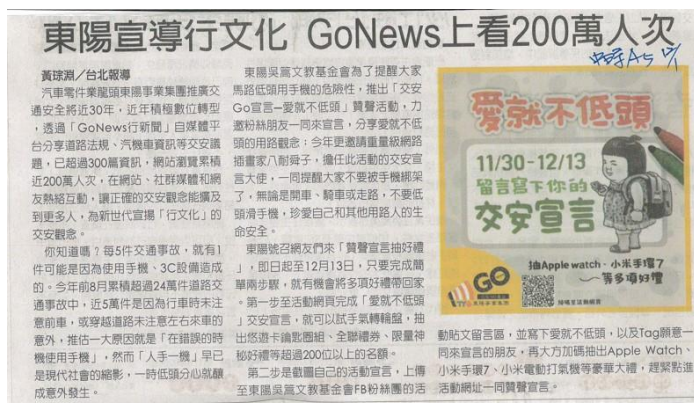 東陽宣導行文化 GoNews上看200萬人次
黃琼淵／台北報導
汽車零件業龍頭東陽事業集團推廣交
通安全將近30年，近年積極數位轉型
，透過「GoNews行新聞」自媒體平
台分享道路法規、汽機車資訊等交安議
題，已超過300篇資訊，網站瀏覽累積
近200萬人次，在網站、社群媒體和網
友熱絡互動，讓正確的交安觀念能擴及
到更多人，為新世代宣揚「行文化」的
交安觀念。
你知道嗎？每5件交通事故，就有1
件可能是因為使用手機、3C設備造成
的。今年前8月累積超過24萬件道路交
通事故中，近5萬件是因為行車時未注
意前車，或穿越道路未注意左右來車的
意外，推估一大原因就是「在錯誤的時
機使用手機」，然而「人手一機」早已
是現代社會的縮影，一時低頭分心就釀
成意外發生。
東陽吳篙文教基金會為了提醒大家
馬路低頭用手機的危險性，推出「交安
Go宣言–愛就不低頭」贊聲活動，力
邀粉絲朋友一同來宣言，分享愛就不低
頭的用路觀念；今年更邀請重量級網路
插畫家八耐舜子，擔任此活動的交安宣
言大使，一同提醒大家不要被手機綁架
了，無論是開車、騎車或走路，不要低
頭滑手機，珍愛自己和其他用路人的生
命安全。
東陽號召網友們來「贊聲宣言抽好禮
」，即日起至12月13日，只要完成簡
單兩步驟，就有機會將多項好禮帶回家
。第一步至活動網頁完成「愛就不低頭
」交安宣言，就可以試手氣轉輪盤，抽
出悠遊卡鑰匙圈組、全聯禮券、限量神
秘好禮等超過200位以上的名額。
第二步是截圖自己的活動宣言，上傳
至東陽吳篙文教基金會FB粉絲團的活
動貼文留言區，並寫下愛就不低頭，以及Tag願意一
同來宣言的朋友，再大方加碼抽出Apple Watch、
小米手環7、小米電動打氣機等豪華大禮，趕緊點進
活動網址一同贊聲宣言。
愛就不低頭
11/30-12/13
留言寫下你的
交安宣言
抽Apple watch、小米手環7
～等多項好禮
GO